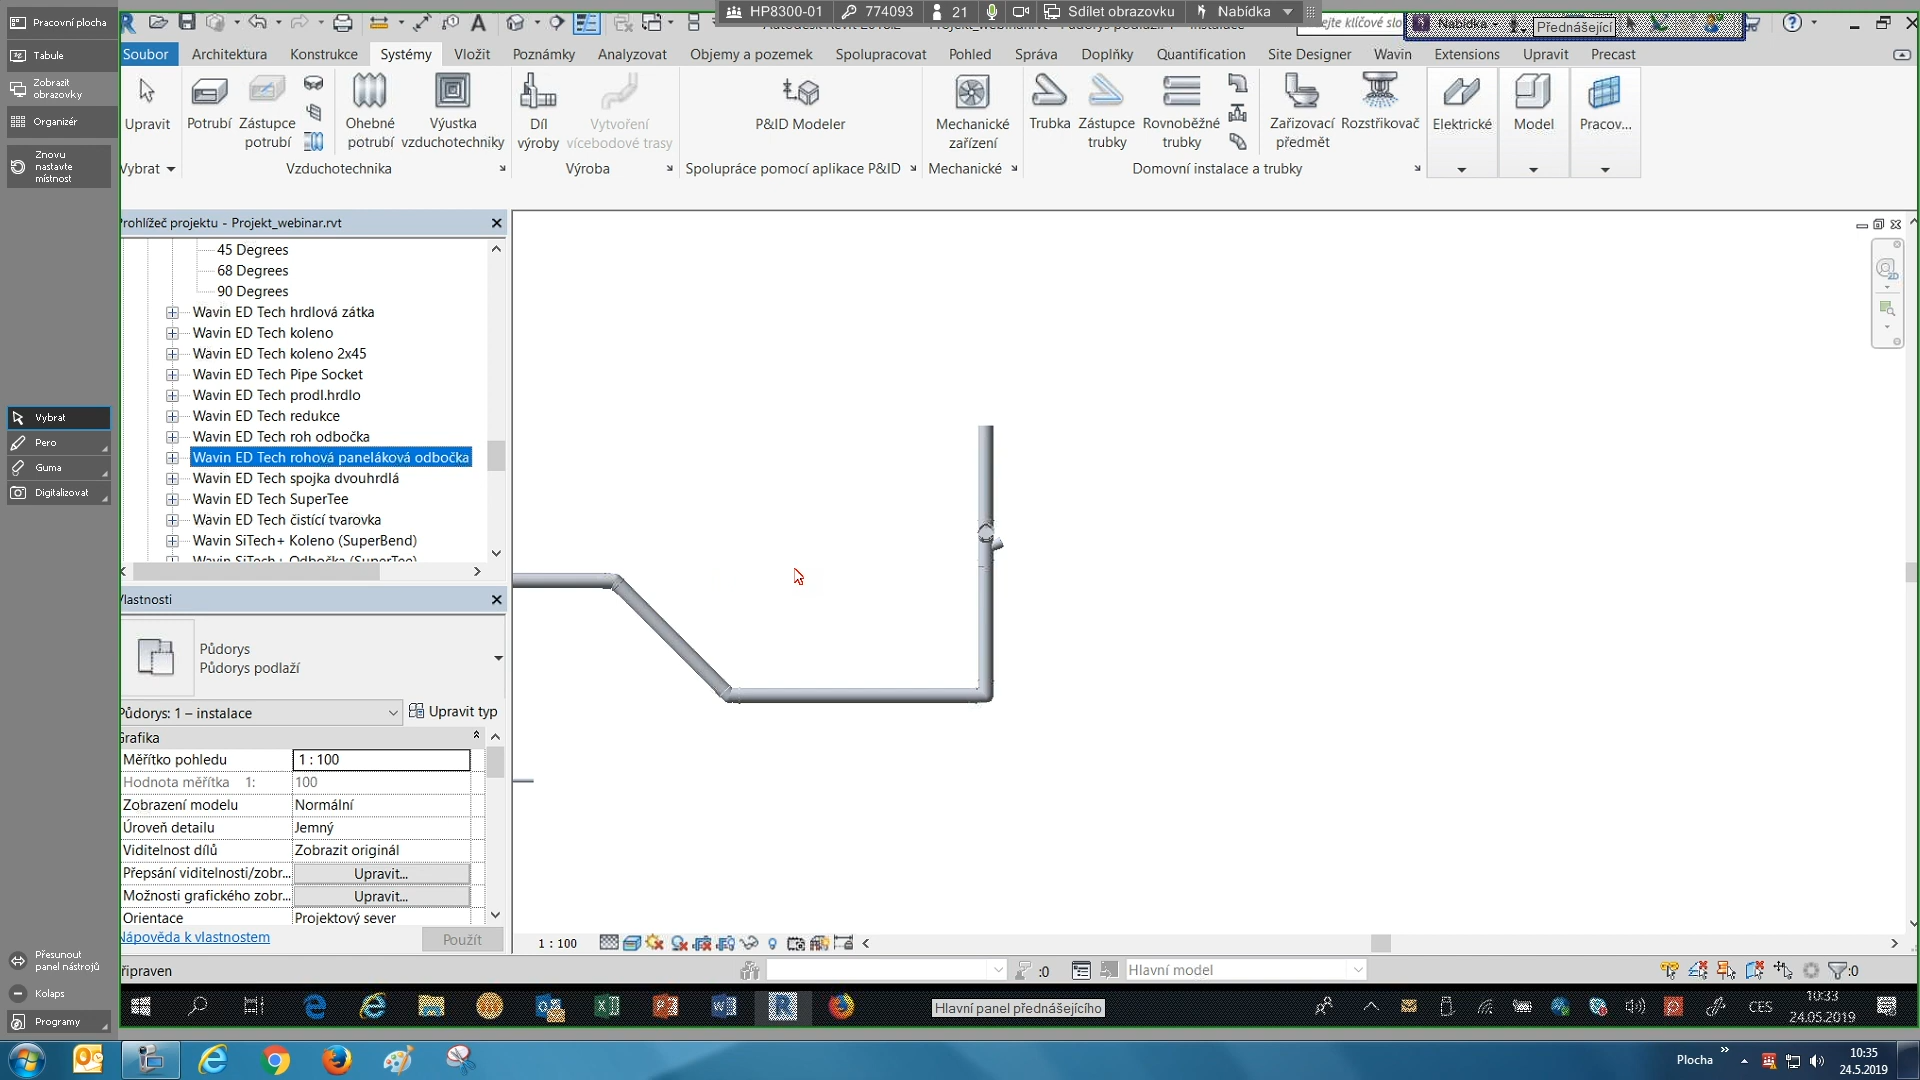 Pracovní plocha
Tabule
Zobrazit
obrazovky
Organizér
Znovu
nastavte
místnost
Vybrat
Pero
Guma
Digitalizovat
Přesunout
panel nástrojů
Kolaps
Programy
HP8300-01
774093
21
Sdílet obrazovku
Nabídka
Nabídka
Přednášející
Soubor
Architektura
Konstrukce
Systémy
Vložit
Poznámky
Analyzovat
Objemy a pozemek
Spolupracovat
Pohled
Správa
Doplňky
Quantification
Site Designer
Wavin
Extensions
Upravit
Precast
Upravit
Potrubí
Zástupce
potrubí
Ohebné
potrubí
Výustka
vzduchotechniky
Díl
výroby
Vytvoření
vícebodové trasy
P&ID Modeler
Mechanické
zařízení
Trubka
Zástupce
trubky
Rovnoběžné
trubky
Zařizovací
předmět
Rozstřikovač
Elektrické
Model
Pracov...
Vybrat
Vzduchotechnika
Výroba
Spolupráce pomocí aplikace P&ID
Mechanické
Domovní instalace a trubky
rohlížeč projektu - Projekt_webinar.rvt
45 Degrees
68 Degrees
90 Degrees
Wavin ED Tech hrdlová zátka
Wavin ED Tech koleno
Wavin ED Tech koleno 2x45
Wavin ED Tech Pipe Socket
Wavin ED Tech prodl.hrdlo
Wavin ED Tech redukce
Wavin ED Tech roh odbočka
Wavin ED Tech rohová paneláková odbočka
Wavin ED Tech spojka dvouhrdlá
Wavin ED Tech SuperTee
Wavin ED Tech čistící tvarovka
Wavin SiTech+ Koleno (SuperBend)
Wavin SiTech+ Odbočka (SuperTee)
Vlastnosti
Půdorys
Půdorys podlaží
Půdorys: 1 – instalace
Upravit typ
Grafika
Měřítko pohledu
1 : 100
Hodnota měřítka 1:
100
Zobrazení modelu
Normální
Úroveň detailu
Jemný
Viditelnost dílů
Zobrazit originál
Přepsání viditelnosti/zobr...
Upravit...
Možnosti grafického zobr...
Upravit...
Orientace
Projektový sever
Nápověda k vlastnostem
Použít
1 : 100
řipraven
:0
Hlavní model
:0
Hlavní panel přednášejícího
CES
10:33
24.05.2019
Plocha
10:35
24.5.2019